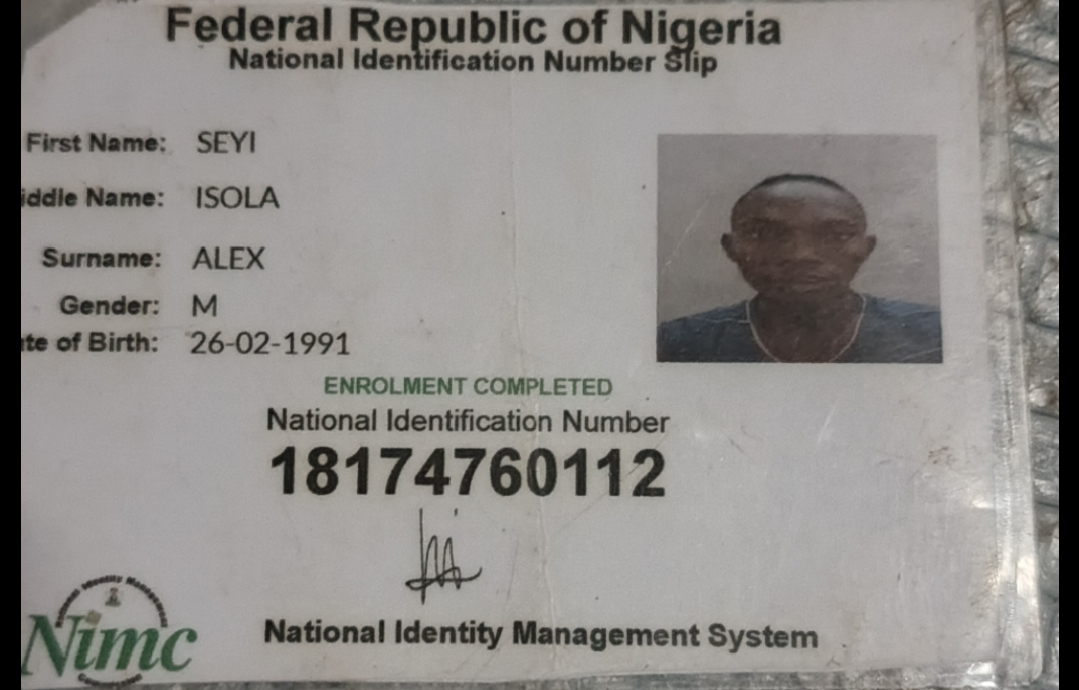 Federal Republic of Nigeria
National Identification Number Slip
First Name: SEYI
iddle Name: ISOLA
Surname: ALEX
Gender: M
te of Birth: 26-02-1991
ENROLMENT COMPLETED
National Identification Number
18174760112
National Identity Management System
Nimc